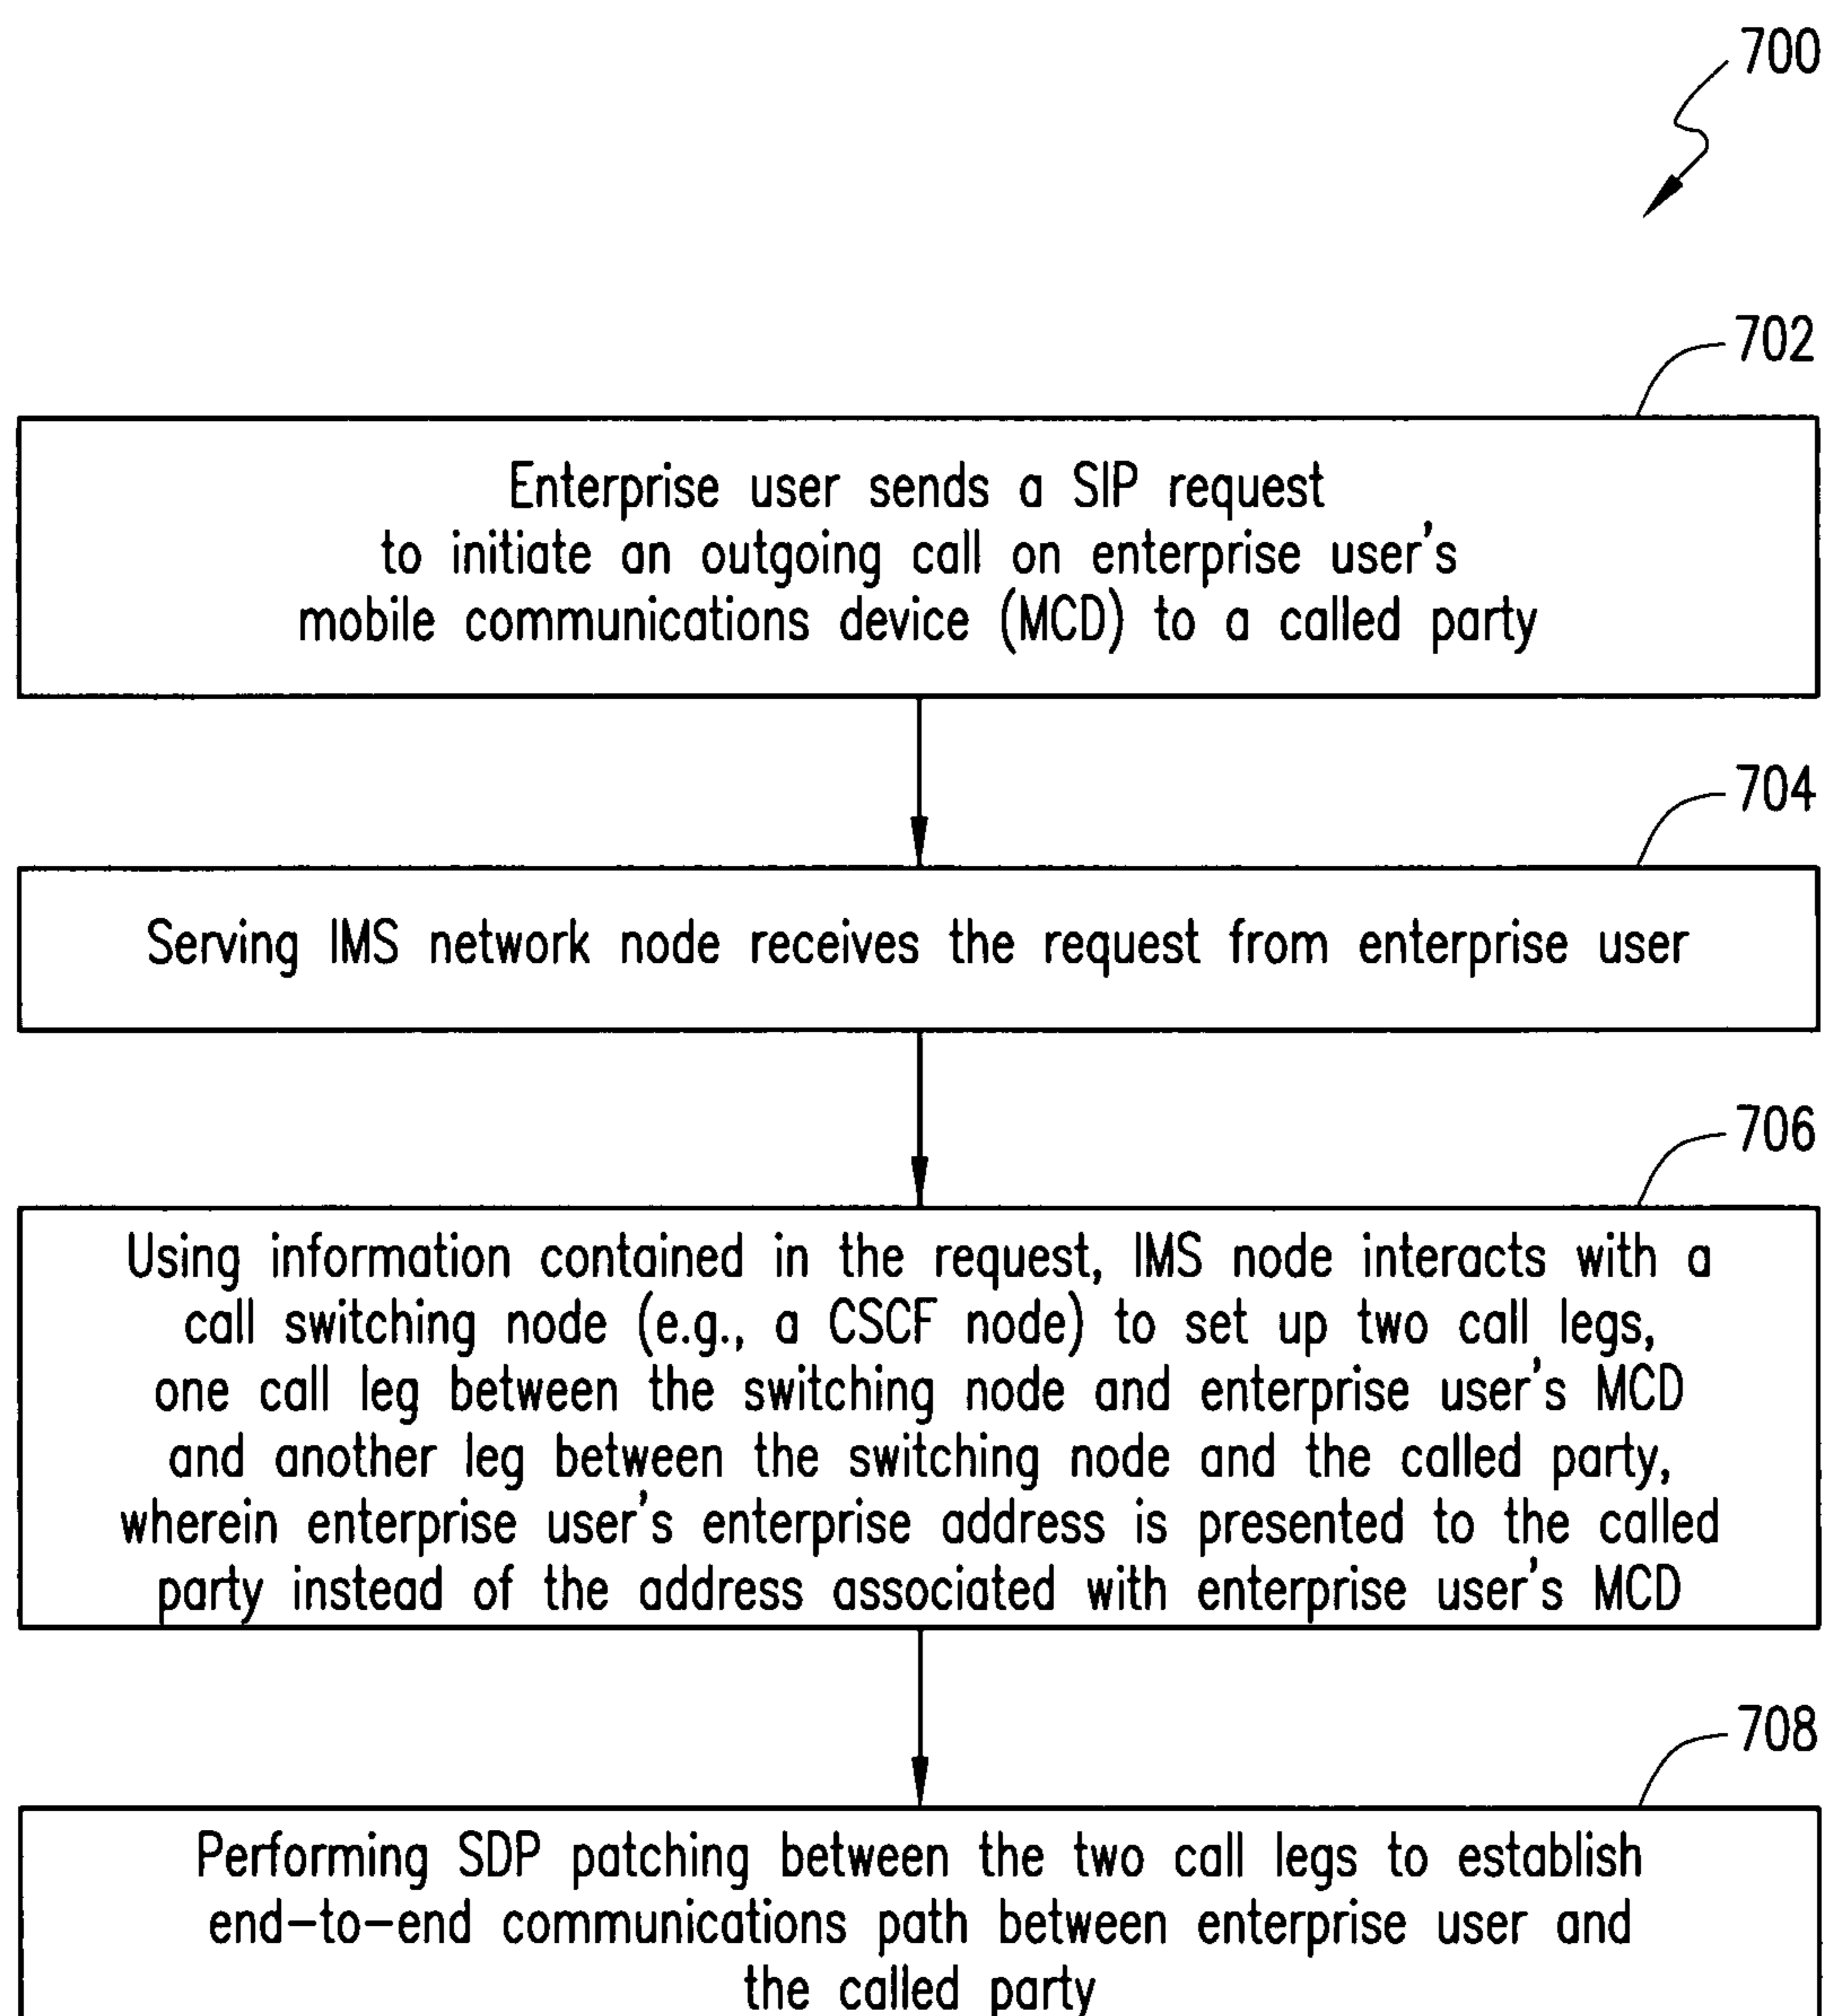 700
702
Enterprise user sends a SIP request
to initiate an outgoing call on enterprise user's
mobile communications device (MCD) to a called party
704
Serving IMS network node receives the request from enterprise user
706
Using information contained in the request, IMS node interacts with a
call switching node (e.g., a CSCF node) to set up two call legs,
one call leg between the switching node and enterprise user's MCD
and another leg between the switching node and the called party,
wherein enterprise user's enterprise address is presented to the called
party instead of the address associated with enterprise user's MCD
708
Performing SDP patching between the two call legs to establish
end-to-end communications path between enterprise user and
the called party